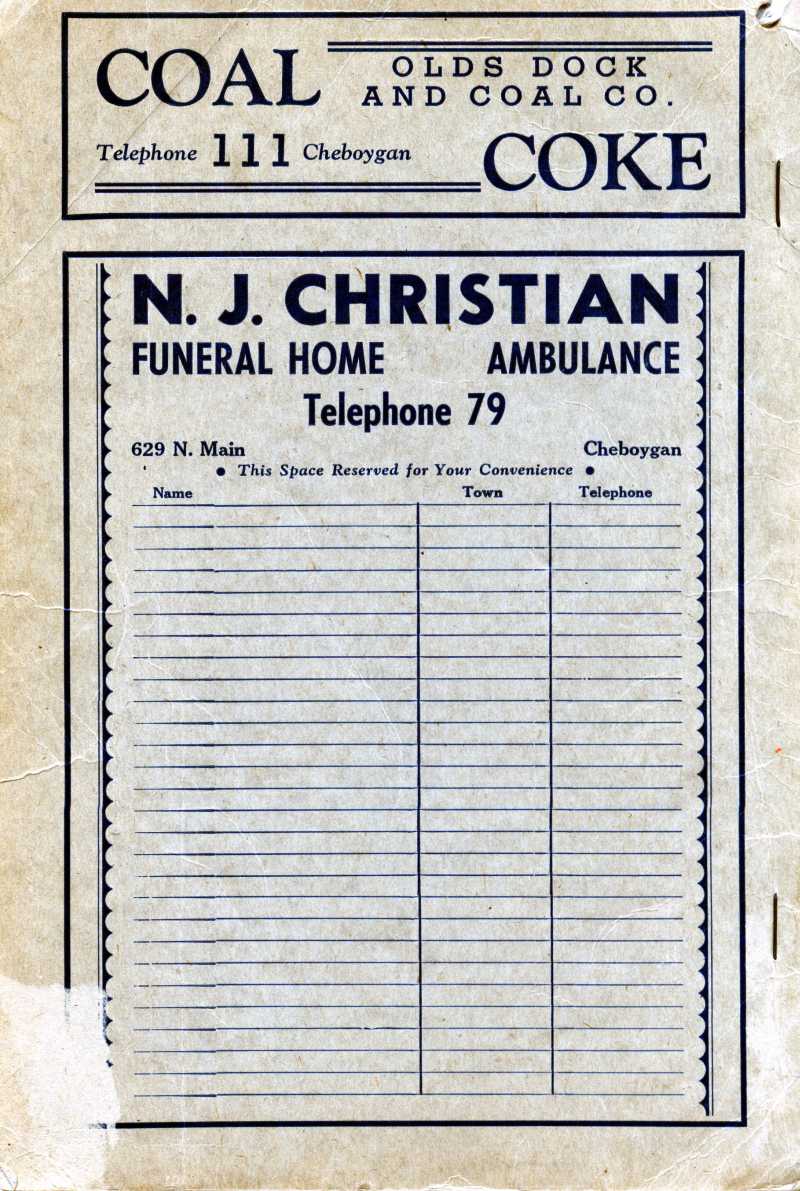 COAL OLDS DOCK
AND COAL CO.
Telephone 111 Cheboygan COKE
N. J. CHRISTIAN
FUNERAL HOME AMBULANCE
Telephone 79
629 N. Main Cheboygan
• This Space Reserved for Your Convenience •
Name Town Telephone